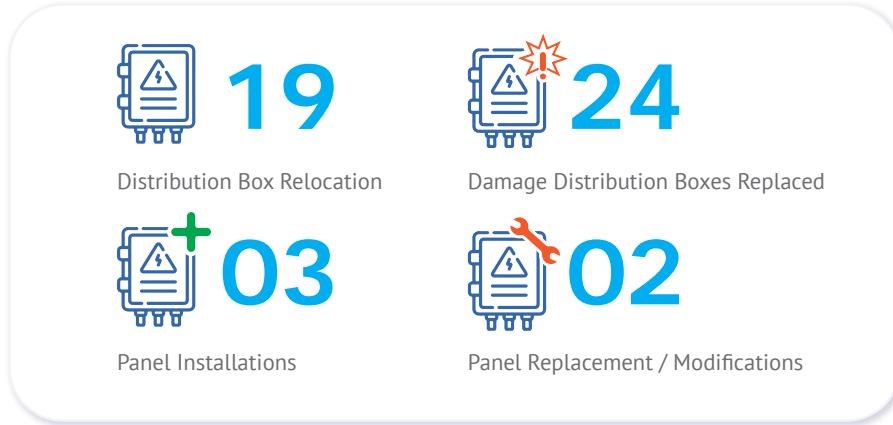 19
24
Distribution Box Relocation
Damage Distribution Boxes Replaced
03
02
Panel Installations
Panel Replacement / Modifications